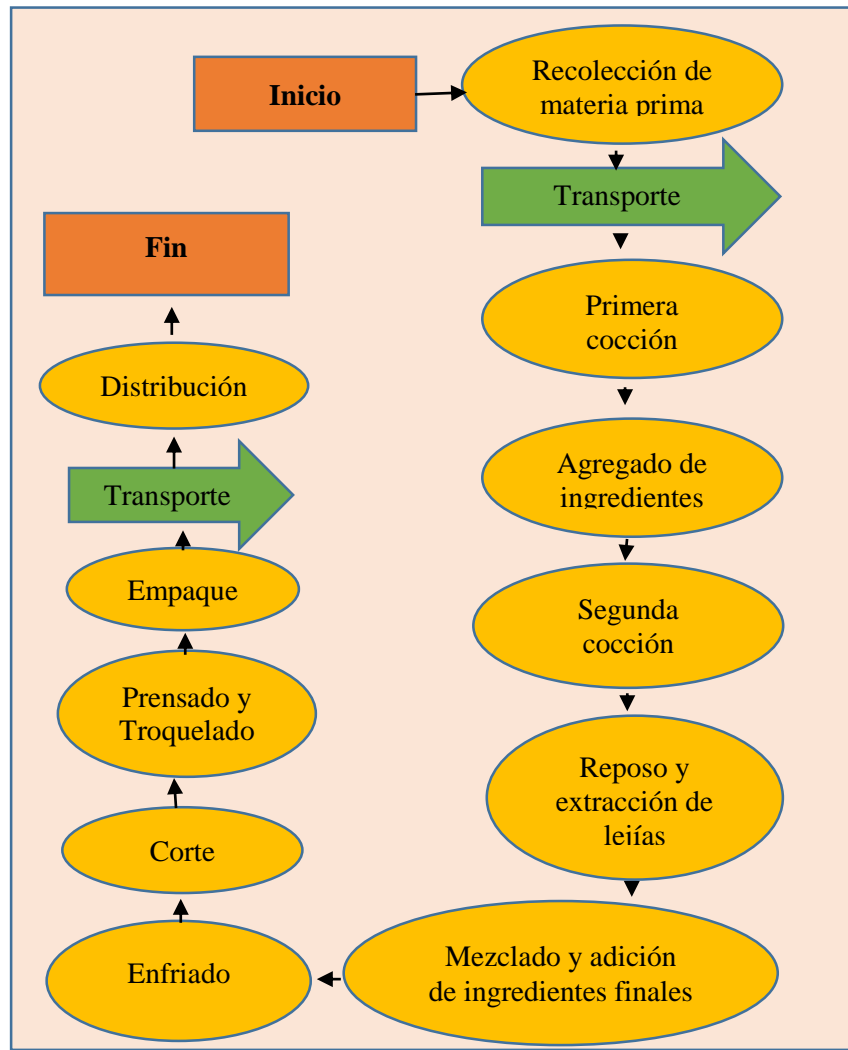 Inicio
Recolección de
materia prima
Transporte
Primera
cocción
Agregado de
ingredientes
Segunda
cocción
Reposo y
extracción de
lejías
Mezclado y adición
de ingredientes finales
Enfriado
Corte
Prensado y
Troquelado
Empaque
Transporte
Distribución
Fin